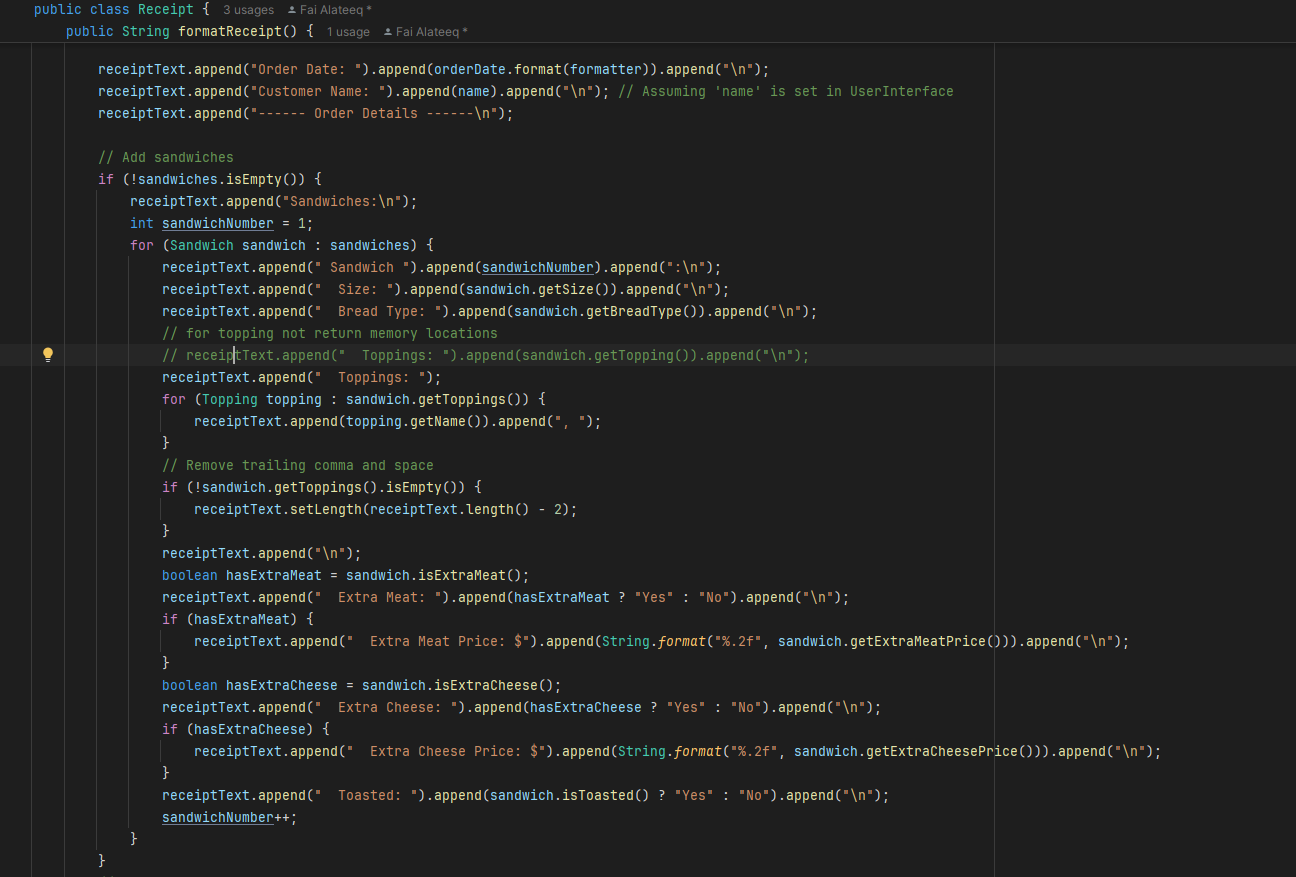 public class Receipt {  3 usages  Fai Alateeq *
    public String formatReceipt() {  1 usage  Fai Alateeq *
        receiptText.append("Order Date: ").append(orderDate.format(formatter)).append("\n");
        receiptText.append("Customer Name: ").append(name).append("\n"); // Assuming 'name' is set in UserInterface
        receiptText.append("------ Order Details ------\n");

        // Add sandwiches
        if (!sandwiches.isEmpty()) {
            receiptText.append("Sandwiches:\n");
            int sandwichNumber = 1;
            for (Sandwich sandwich : sandwiches) {
                receiptText.append(" Sandwich ").append(sandwichNumber).append(":\n");
                receiptText.append("  Size: ").append(sandwich.getSize()).append("\n");
                receiptText.append("  Bread Type: ").append(sandwich.getBreadType()).append("\n");
                // for topping not return memory locations
                // receiptText.append("  Toppings: ").append(sandwich.getTopping()).append("\n");
                receiptText.append("  Toppings: ");
                for (Topping topping : sandwich.getToppings()) {
                    receiptText.append(topping.getName()).append(", ");
                }
                // Remove trailing comma and space
                if (!sandwich.getToppings().isEmpty()) {
                    receiptText.setLength(receiptText.length() - 2);
                }
                receiptText.append("\n");
                boolean hasExtraMeat = sandwich.isExtraMeat();
                receiptText.append("  Extra Meat: ").append(hasExtraMeat ? "Yes" : "No").append("\n");
                if (hasExtraMeat) {
                    receiptText.append("  Extra Meat Price: $").append(String.format("%.2f", sandwich.getExtraMeatPrice())).append("\n");
                }
                boolean hasExtraCheese = sandwich.isExtraCheese();
                receiptText.append("  Extra Cheese: ").append(hasExtraCheese ? "Yes" : "No").append("\n");
                if (hasExtraCheese) {
                    receiptText.append("  Extra Cheese Price: $").append(String.format("%.2f", sandwich.getExtraCheesePrice())).append("\n");
                }
                receiptText.append("  Toasted: ").append(sandwich.isToasted() ? "Yes" : "No").append("\n");
                sandwichNumber++;
            }
        }